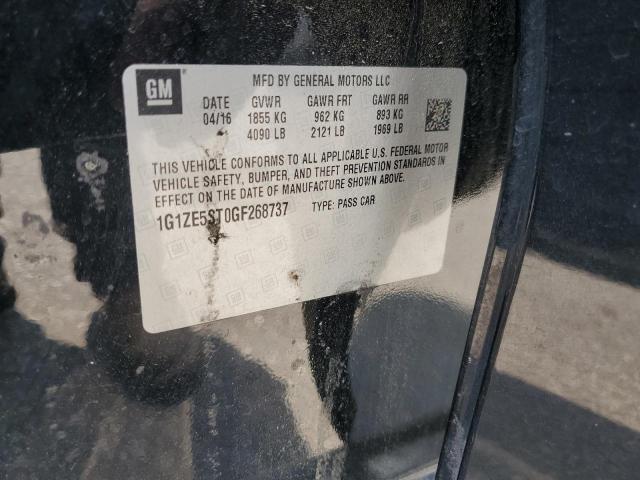 GM
MFD BY GENERAL MOTORS LLC
DATE GVWR GAWR FRT GAWR RR
04/16 1855 KG 962 KG 893 KG
4090 LB 2121 LB 1969 LB
THIS VEHICLE CONFORMS TO ALL APPLICABLE U.S. FEDERAL MOTOR
VEHICLE SAFETY, BUMPER, AND THEFT PREVENTION STANDARDS IN
EFFECT ON THE DATE OF MANUFACTURE SHOWN ABOVE.
1G1ZE5ST0GF268737 TYPE: PASS CAR